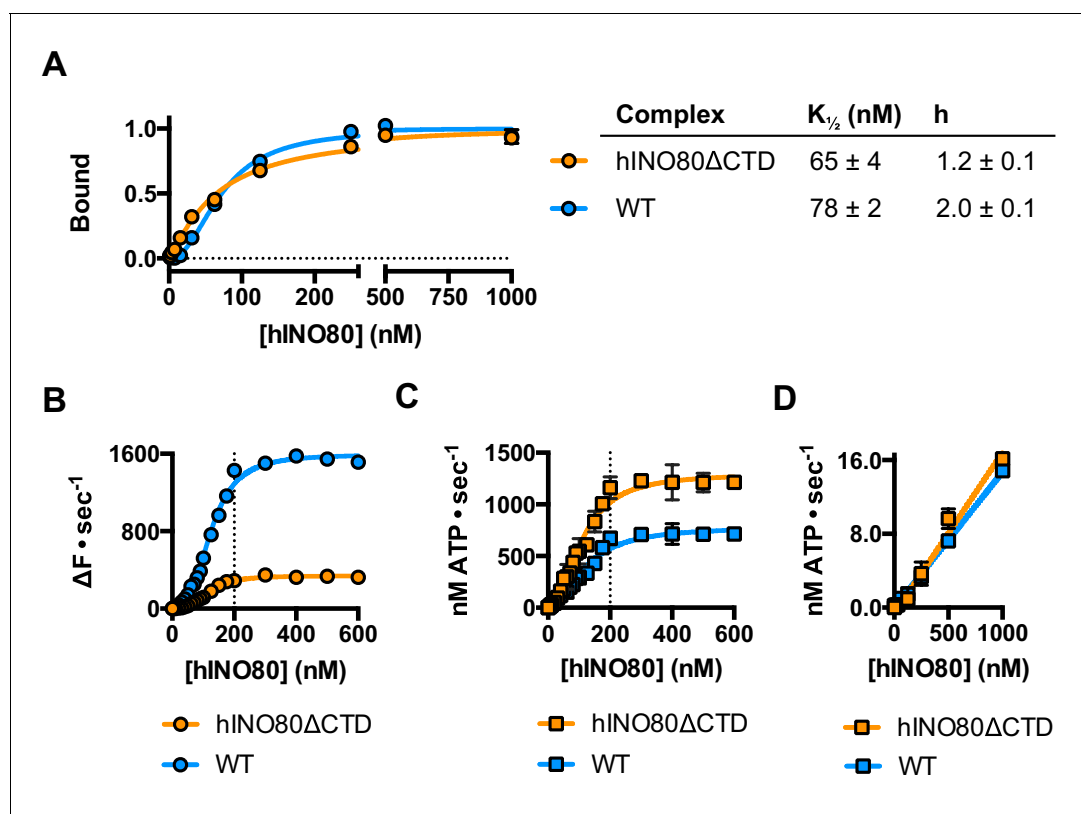 A
Complex K½ (nM) h
hINO80ΔCTD 65 ± 4 1.2 ± 0.1
WT 78 ± 2 2.0 ± 0.1
Bound
1.0
0.5
0.0
0 100 200 500 750 1000
[hINO80] (nM)
B
ΔF • sec⁻¹
1600
800
0
0 200 400 600
[hINO80] (nM)
hINO80ΔCTD
WT
C
nM ATP • sec⁻¹
1500
1000
500
0
0 200 400 600
[hINO80] (nM)
hINO80ΔCTD
WT
D
nM ATP • sec⁻¹
16.0
8.0
0.0
0 500 1000
[hINO80] (nM)
hINO80ΔCTD
WT